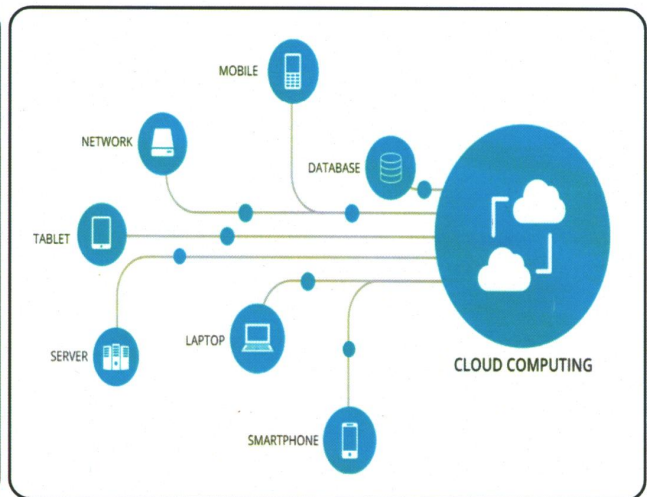 MOBILE
NETWORK
DATABASE
TABLET
LAPTOP
SERVER
CLOUD COMPUTING
SMARTPHONE